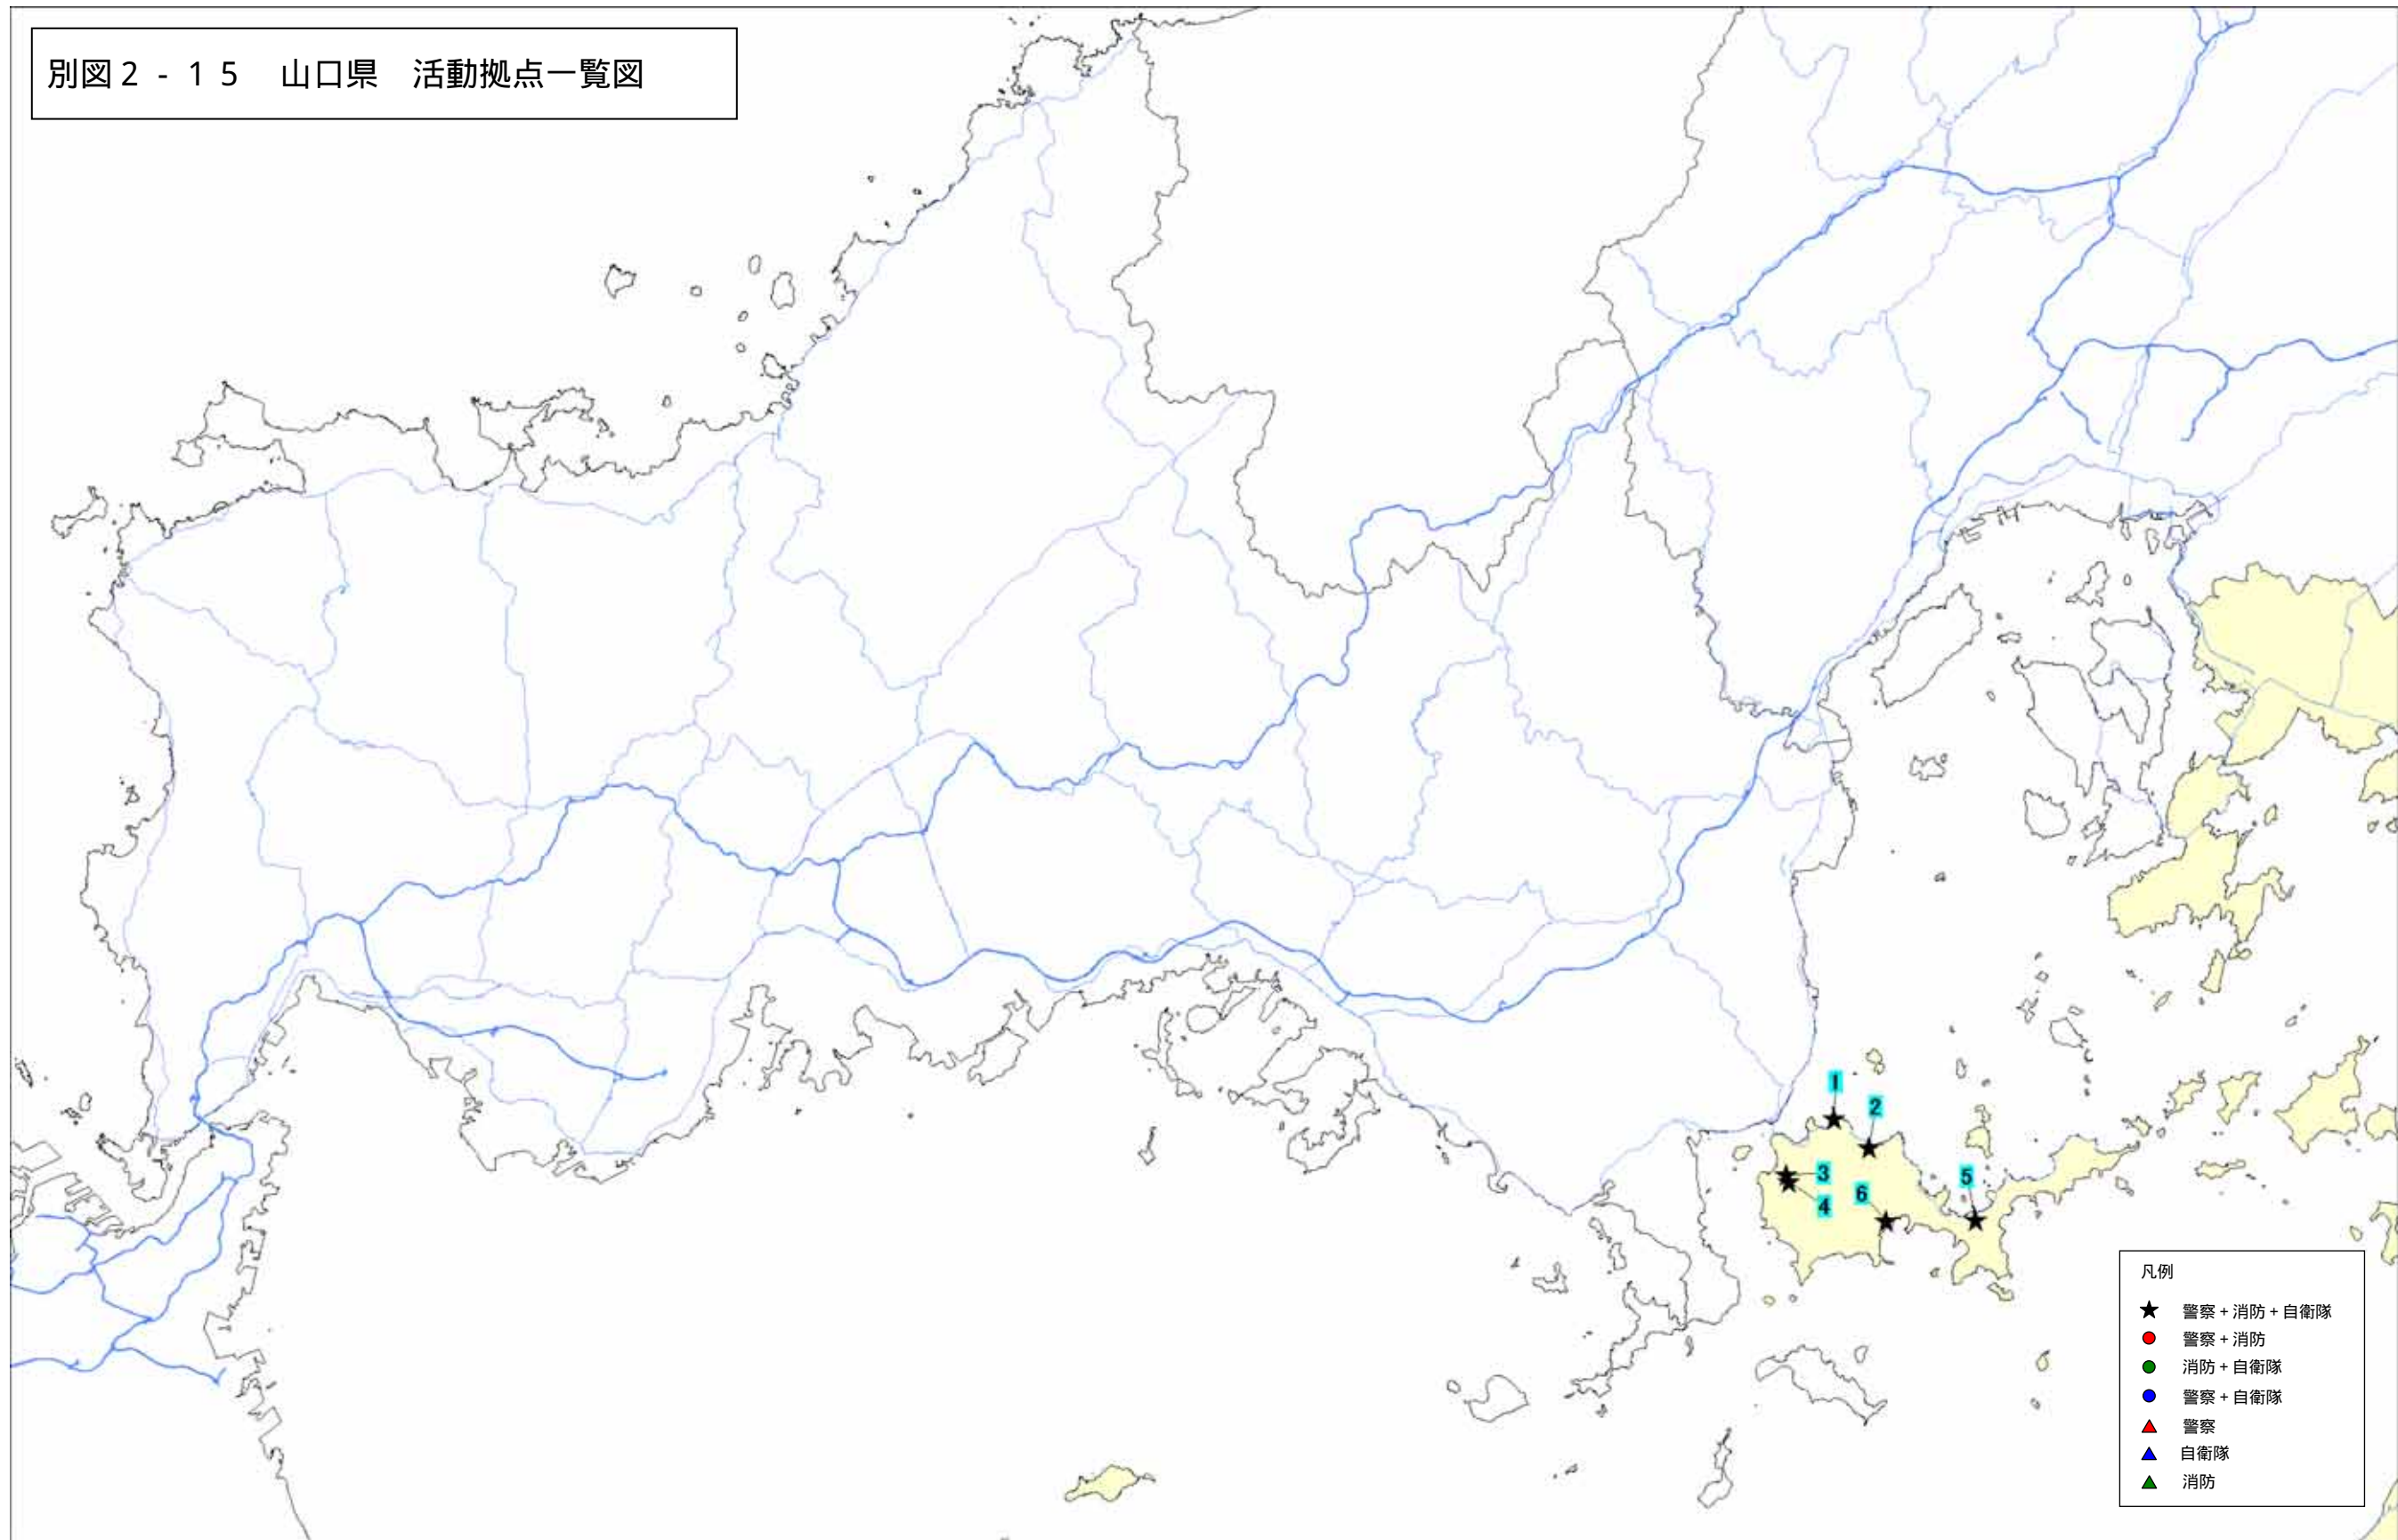 別図2-15 山口県 活動拠点一覧図
1
2
3
4
5
6
凡例
警察+消防+自衛隊
警察+消防
消防+自衛隊
警察+自衛隊
警察
自衛隊
消防